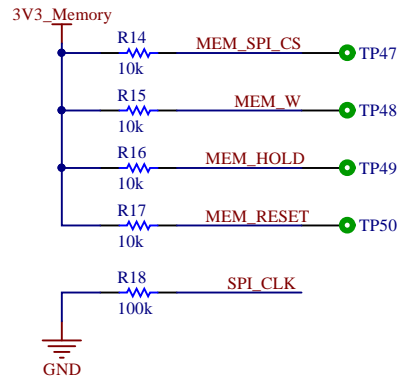 3V3_Memory
R14
MEM_SPI_CS
TP47
10k
R15
MEM_W
TP48
10k
R16
MEM_HOLD
TP49
10k
R17
MEM_RESET
TP50
10k
R18
SPI_CLK
100k
GND